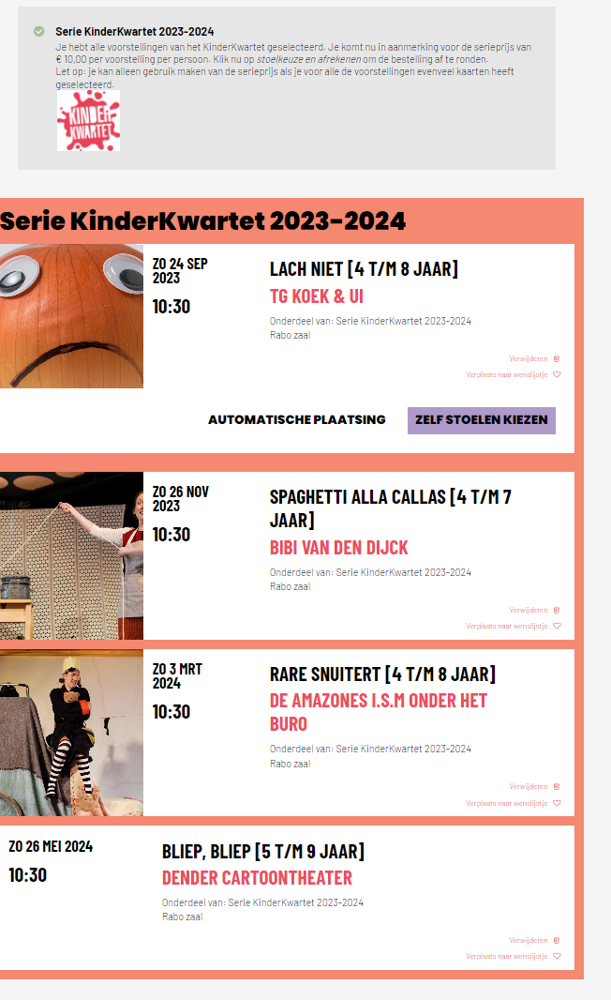 Serie KinderKwartet 2023-2024
Je hebt alle voorstellingen van het KinderKwartet geselecteerd. Je komt nu in aanmerking voor de serieprijs van
€ 10,00 per voorstelling per persoon. Klik nu op stoelkeuze en afrekenen om de bestelling af te ronden.
Let op: je kan alleen gebruik maken van de serieprijs als je voor alle de voorstellingen evenveel kaarten heeft
geselecteerd.
KINDER
KWARTET
Serie KinderKwartet 2023-2024
ZO 24 SEP
2023
10:30
LACH NIET [4 T/M 8 JAAR]
TG KOEK & UI
Onderdeel van: Serie KinderKwartet 2023-2024
Rabo zaal
Verwijderen
Verplaats naar wenslijstje
AUTOMATISCHE PLAATSING
ZELF STOELEN KIEZEN
ZO 26 NOV
2023
10:30
SPAGHETTI ALLA CALLAS [4 T/M 7
JAAR]
BIBI VAN DEN DIJCK
Onderdeel van: Serie KinderKwartet 2023-2024
Rabo zaal
Verwijderen
Verplaats naar wenslijstje
ZO 3 MRT
2024
10:30
RARE SNUITERT [4 T/M 8 JAAR]
DE AMAZONES I.S.M ONDER HET
BURO
Onderdeel van: Serie KinderKwartet 2023-2024
Rabo zaal
Verwijderen
Verplaats naar wenslijstje
ZO 26 MEI 2024
10:30
BLIEP, BLIEP [5 T/M 9 JAAR]
DENDER CARTOONTHEATER
Onderdeel van: Serie KinderKwartet 2023-2024
Rabo zaal
Verwijderen
Verplaats naar wenslijstje